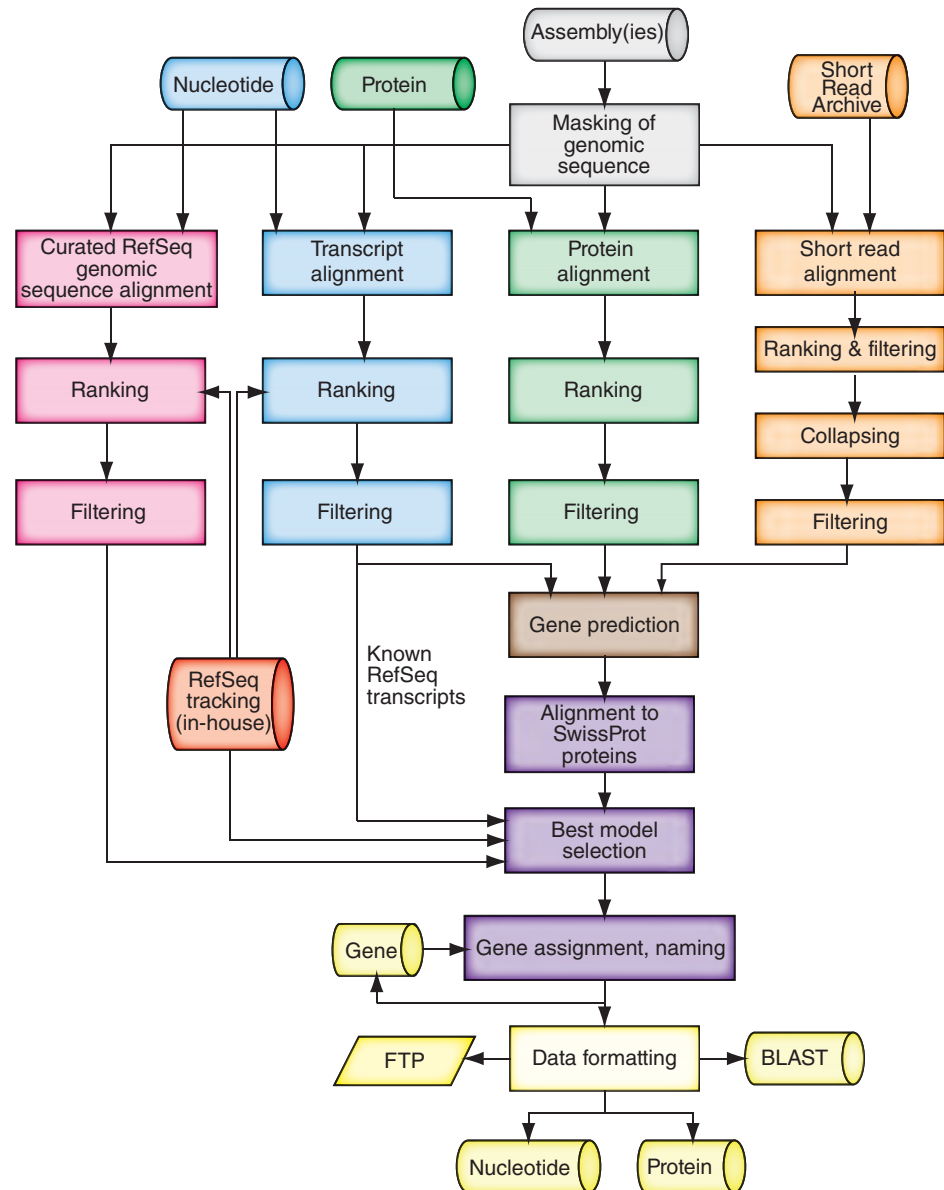 Assembly(ies)
Nucleotide
Protein
Short
Read
Archive
Masking of
genomic
sequence
Curated RefSeq
genomic
sequence alignment
Transcript
alignment
Protein
alignment
Short read
alignment
Ranking
Ranking
Ranking
Ranking & filtering
Collapsing
Filtering
Filtering
Filtering
Filtering
Gene prediction
Known
RefSeq
transcripts
RefSeq
tracking
(in-house)
Alignment to
SwissProt
proteins
Best model
selection
Gene
Gene assignment, naming
FTP
Data formatting
BLAST
Nucleotide
Protein